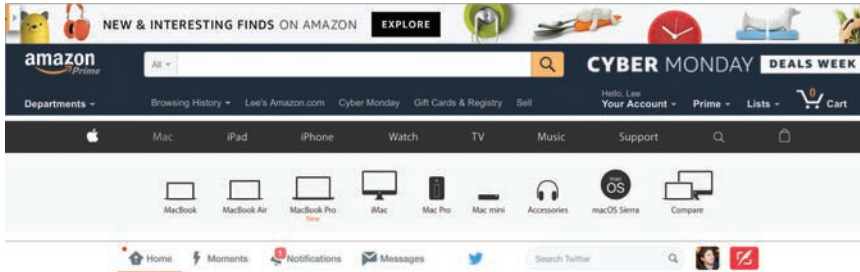 NEW & INTERESTING FINDS ON AMAZON EXPLORE
amazon Prime
All
CYBER MONDAY DEALS WEEK
Departments
Browsing History Lee's Amazon.com Cyber Monday Gift Cards & Registry Sell
Hello, Lee
Your Account Prime Lists 0 Cart
Mac iPad iPhone Watch TV Music Support
macOS
MacBook MacBook Air MacBook Pro iMac Mac Pro Mac mini Accessories macOS Sierra Compare
New
Home Moments 1 Notifications Messages Search Twitter